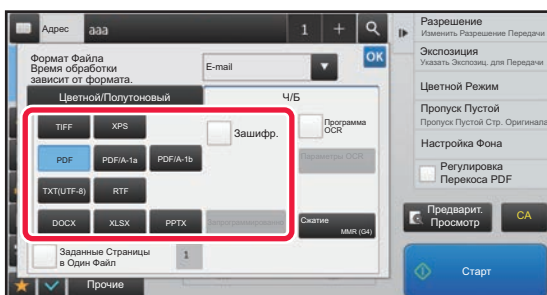 Адрес
aaa
1
+
Формат Файла
Время обработки
зависит от формата.
E-mail
OK
Цветной/Полутоновый
Ч/Б
TIFF
XPS
Зашифр.
Программа
OCR
PDF
PDF/A-1a
PDF/A-1b
Параметры OCR
TXT(UTF-8)
RTF
DOCX
XLSX
PPTX
Сжатие
MMR (G4)
Заданные Страницы
в Один Файл
1
Прочие
Разрешение
Изменить Разрешение Передачи
Экспозиция
Указать Экспозиц. для Передачи
Цветной Режим
Пропуск Пустой
Пропуск Пустой Стр. Оригинала
Настройка Фона
Регулировка
Перекоса PDF
Предварит.
Просмотр
CA
Старт